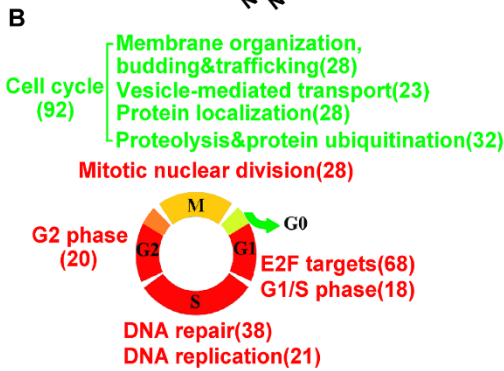 B
Membrane organization,
budding&trafficking(28)
Cell cycle
(92)
Vesicle-mediated transport(23)
Protein localization(28)
Proteolysis&protein ubiquitination(32)
Mitotic nuclear division(28)
M
G0
G2 phase
(20)
G2
G1
E2F targets(68)
G1/S phase(18)
S
DNA repair(38)
DNA replication(21)